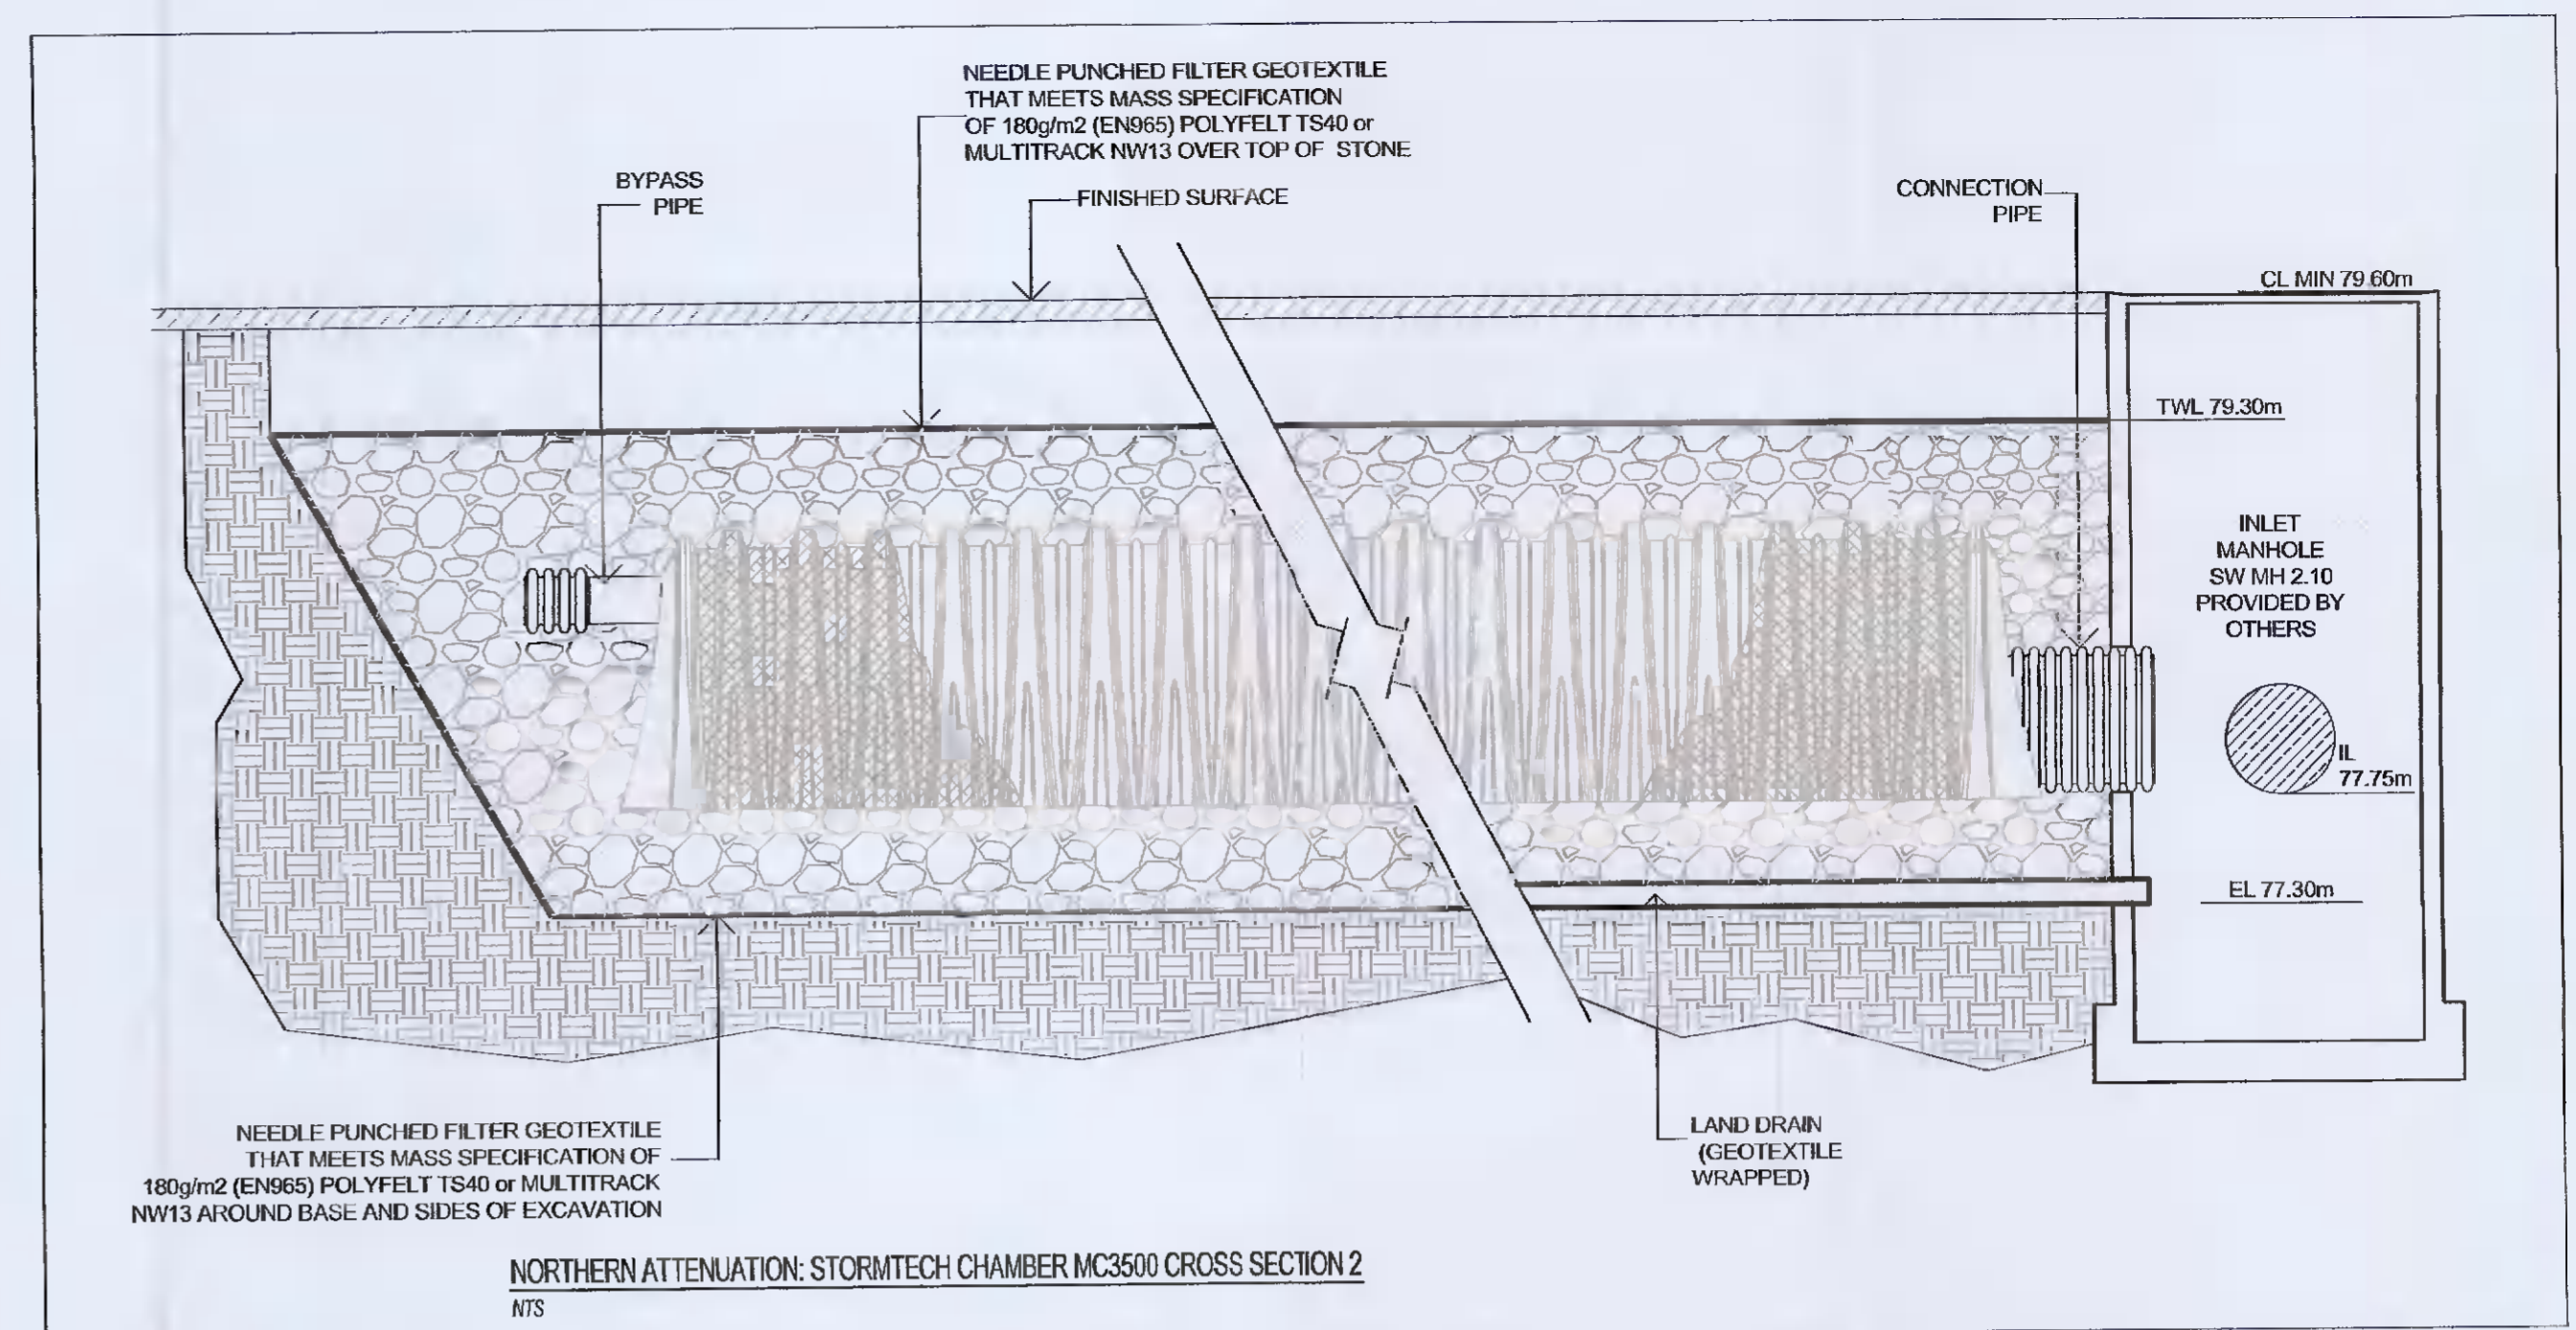 NEEDLE PUNCHED FILTER GEOTEXTILE
THAT MEETS MASS SPECIFICATION
OF 180g/m2 (EN965) POLYFELT TS40 or
MULTITRACK NW13 OVER TOP OF STONE
BYPASS
PIPE
FINISHED SURFACE
CONNECTION
PIPE
CL MIN 79.60m
TWL 79.30m
INLET
MANHOLE
SW MH 2.10
PROVIDED BY
OTHERS
IL
77.75m
EL 77.30m
NEEDLE PUNCHED FILTER GEOTEXTILE
THAT MEETS MASS SPECIFICATION OF
180g/m2 (EN965) POLYFELT TS40 or MULTITRACK
NW13 AROUND BASE AND SIDES OF EXCAVATION
LAND DRAIN
(GEOTEXTILE
WRAPPED)
NORTHERN ATTENUATION: STORMTECH CHAMBER MC3500 CROSS SECTION 2
NTS